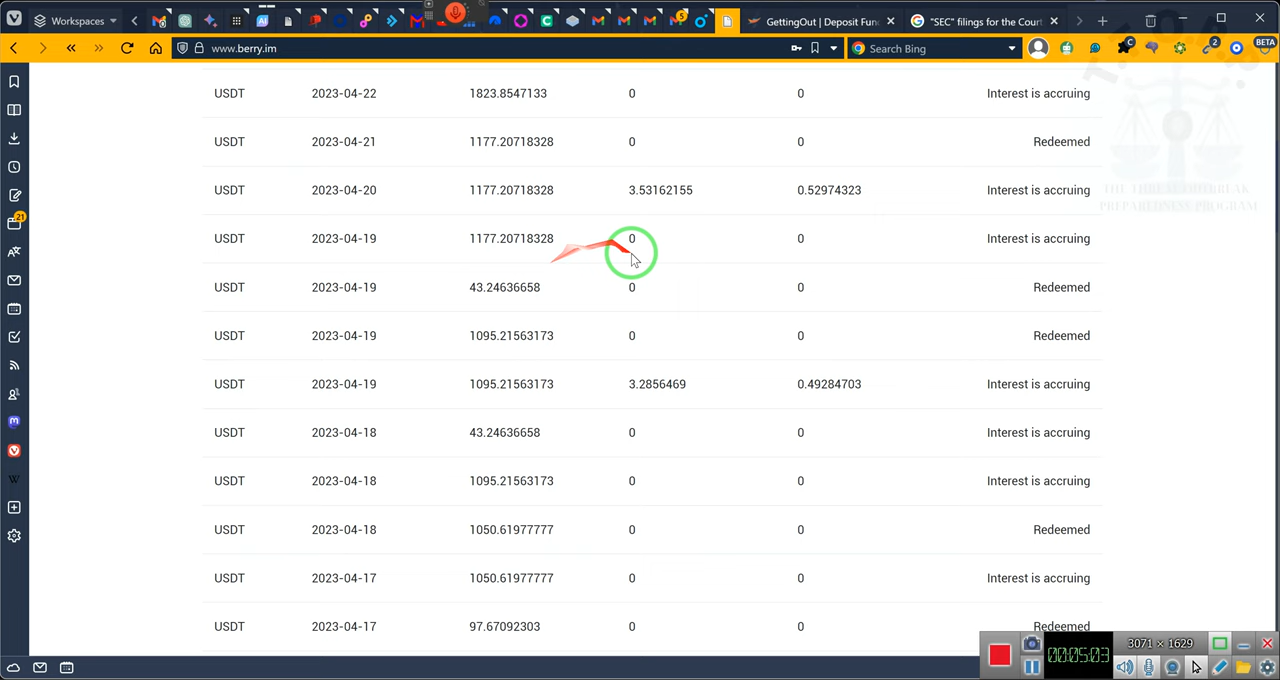 Workspaces
5
GettingOut | Deposit Fun
"SEC" filings for the Court
www.berry.im
Search Bing
C
2
BETA
USDT 2023-04-22 1823.8547133 0 0 Interest is accruing
USDT 2023-04-21 1177.20718328 0 0 Redeemed
USDT 2023-04-20 1177.20718328 3.53162155 0.52974323 Interest is accruing
THE THREAT OUTBREAK
PREPAREDNESS PROGRAM
21
USDT 2023-04-19 1177.20718328 0 0 Interest is accruing
USDT 2023-04-19 43.24636658 0 0 Redeemed
USDT 2023-04-19 1095.21563173 0 0 Redeemed
USDT 2023-04-19 1095.21563173 3.2856469 0.49284703 Interest is accruing
USDT 2023-04-18 43.24636658 0 0 Interest is accruing
USDT 2023-04-18 1095.21563173 0 0 Interest is accruing
USDT 2023-04-18 1050.61977777 0 0 Redeemed
USDT 2023-04-17 1050.61977777 0 0 Interest is accruing
USDT 2023-04-17 97.67092303 0 0 Redeemed
3071 × 1629
00:05:03